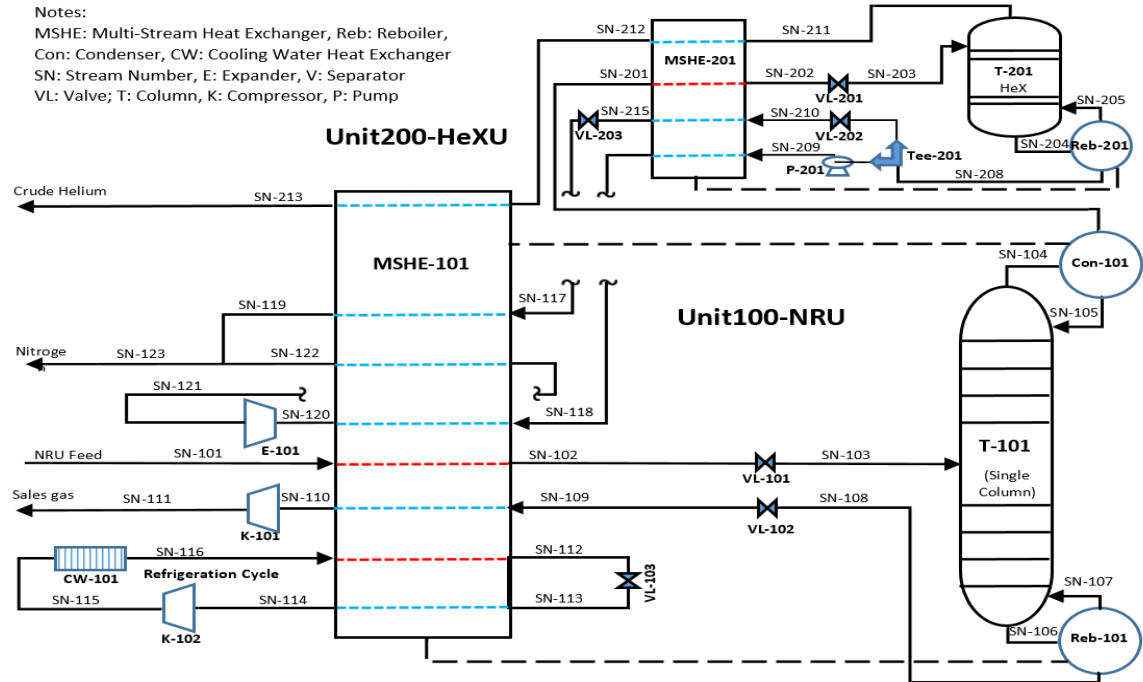 Notes:
MSHE: Multi-Stream Heat Exchanger, Reb: Reboiler,
Con: Condenser, CW: Cooling Water Heat Exchanger
SN: Stream Number, E: Expander, V: Separator
VL: Valve; T: Column, K: Compressor, P: Pump
SN-212
SN-211
MSHE-201
SN-201
SN-202
SN-203
VL-201
T-201
HeX
SN-205
SN-215
SN-210
VL-203
VL-202
SN-204
Reb-201
SN-209
Tee-201
P-201
SN-208
Unit200-HeXU
Crude Helium
SN-213
MSHE-101
SN-104
Con-101
SN-105
SN-119
SN-117
Unit100-NRU
Nitroge
SN-123
SN-122
SN-121
SN-120
SN-118
E-101
NRU Feed
SN-101
SN-102
SN-103
VL-101
T-101
(Single
Column)
Sales gas
SN-111
SN-110
SN-109
SN-108
K-101
VL-102
SN-116
SN-112
CW-101
Refrigeration Cycle
VL-103
SN-115
SN-114
SN-113
K-102
SN-107
SN-106
Reb-101